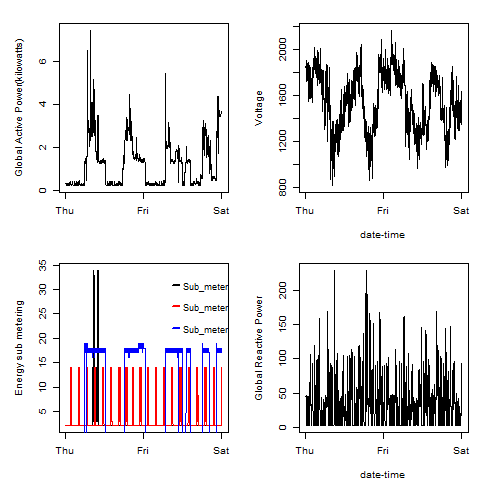 Global Active Power(kilowatts)
0
2
4
6
Thu
Fri
Sat
Voltage
800
1200
1600
2000
Thu
Fri
Sat
date-time
Energy sub metering
5
10
15
20
25
30
35
Sub_meter
Sub_meter
Sub_meter
Thu
Fri
Sat
Global Reactive Power
0
50
100
150
200
Thu
Fri
Sat
date-time